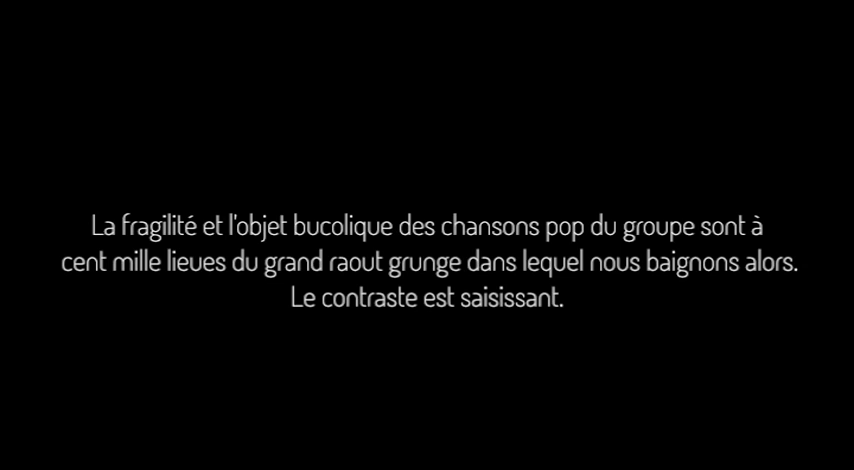 La fragilité et l'objet bucolique des chansons pop du groupe sont à
cent mille lieues du grand raout grunge dans lequel nous baignons alors.
Le contraste est saisissant.